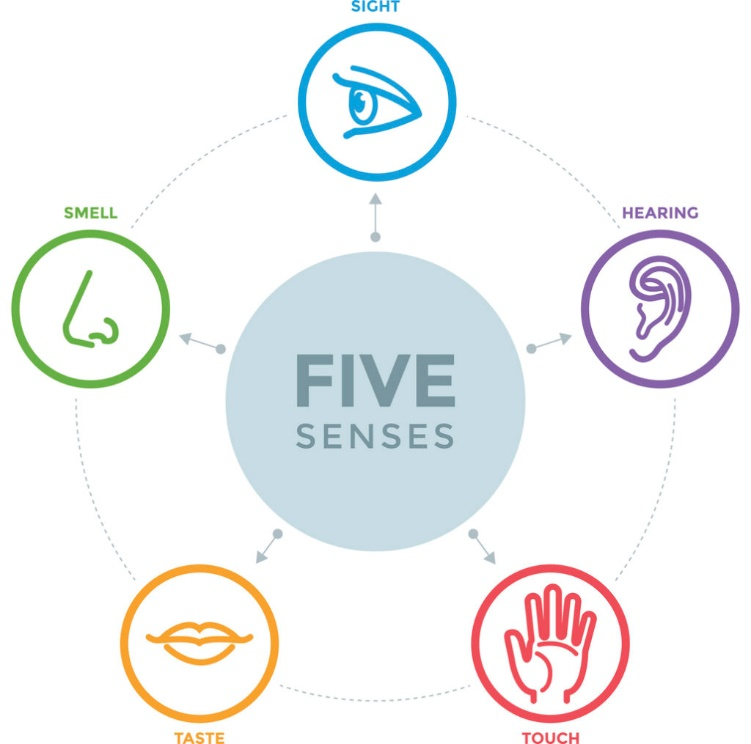 SIGHT
SMELL
HEARING
FIVE
SENSES
TASTE
TOUCH